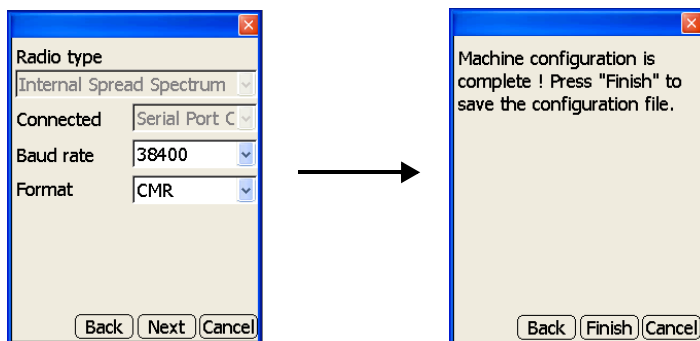 Radio type
Internal Spread Spectrum
Connected Serial Port C
Baud rate 38400
Format CMR
Back Next Cancel
Machine configuration is
complete ! Press "Finish" to
save the configuration file.
Back Finish Cancel